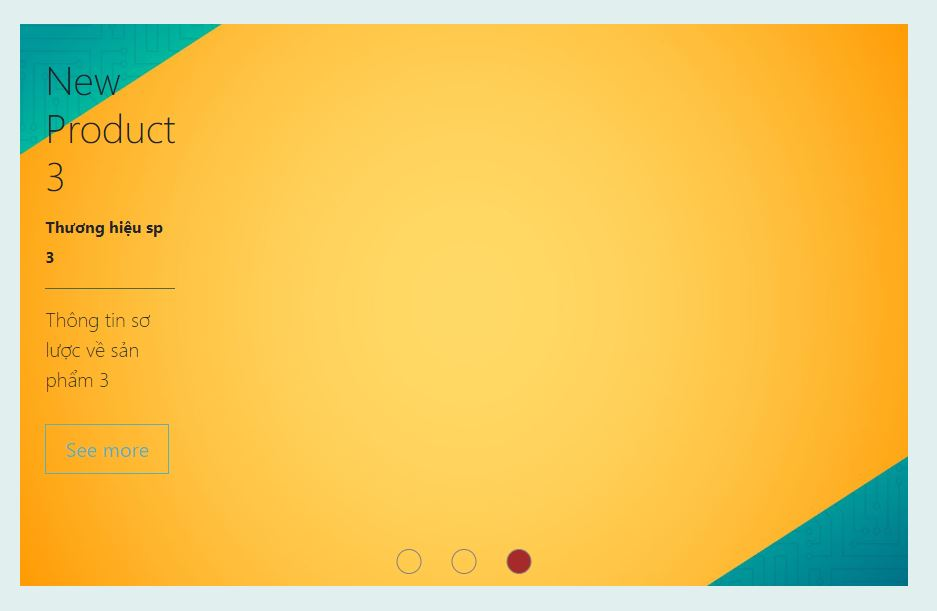 New
Product
3
Thương hiệu sp
3
Thông tin sơ
lược về sản
phẩm 3
See more